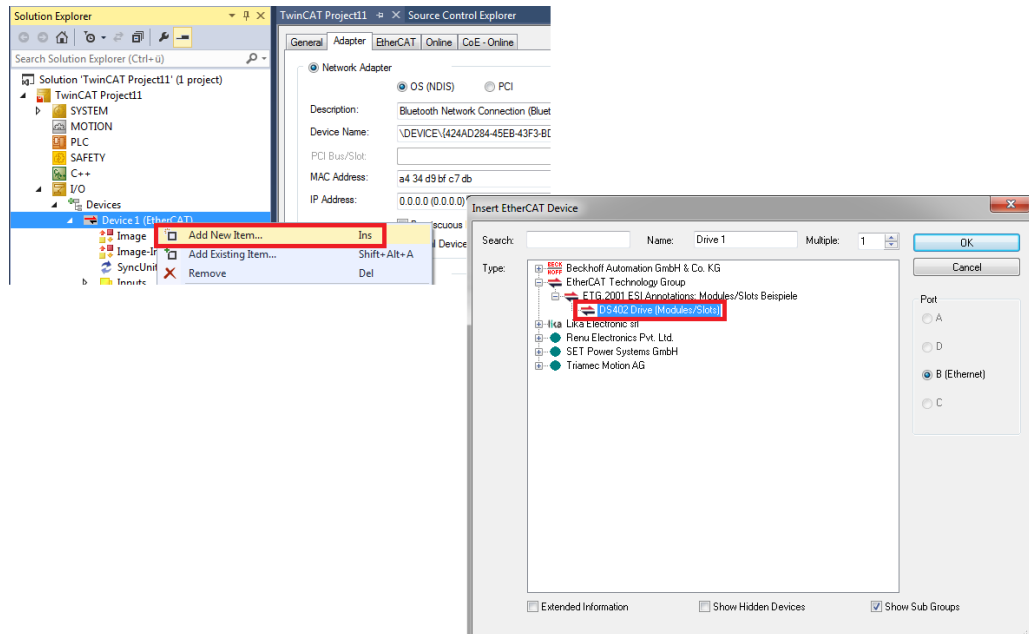 Solution Explorer
Search Solution Explorer (Ctrl+ü)
Solution 'TwinCAT Project11' (1 project)
TwinCAT Project11
SYSTEM
MOTION
PLC
SAFETY
C++
I/O
Devices
Device 1 (EtherCAT)
Image
Image-In
SyncUnit
Inputs
TwinCAT Project11 Source Control Explorer
General Adapter EtherCAT Online CoE - Online
Network Adapter
OS (NDIS) PCI
Description: Bluetooth Network Connection (Bluet
Device Name: \DEVICE\{424AD284-45EB-43F3-BD
PCI Bus/Slot:
MAC Address: a4 34 d9 bf c7 db
IP Address: 0.0.0.0 (0.0.0.0)
scuous
Device
Add New Item... Ins
Add Existing Item... Shift+Alt+A
Remove Del
Insert EtherCAT Device
Search: Name: Drive 1 Multiple: 1
OK
Cancel
Type:
BECKHOFF Beckhoff Automation GmbH & Co. KG
EtherCAT Technology Group
ETG.2001 ESI Annotations: Modules/Slots Beispiele
DS402 Drive (Modules/Slots)
lika Lika Electronic srl
Renu Electronics Pvt. Ltd.
SET Power Systems GmbH
Triamec Motion AG
Port
A
D
B (Ethernet)
C
Extended Information Show Hidden Devices Show Sub Groups